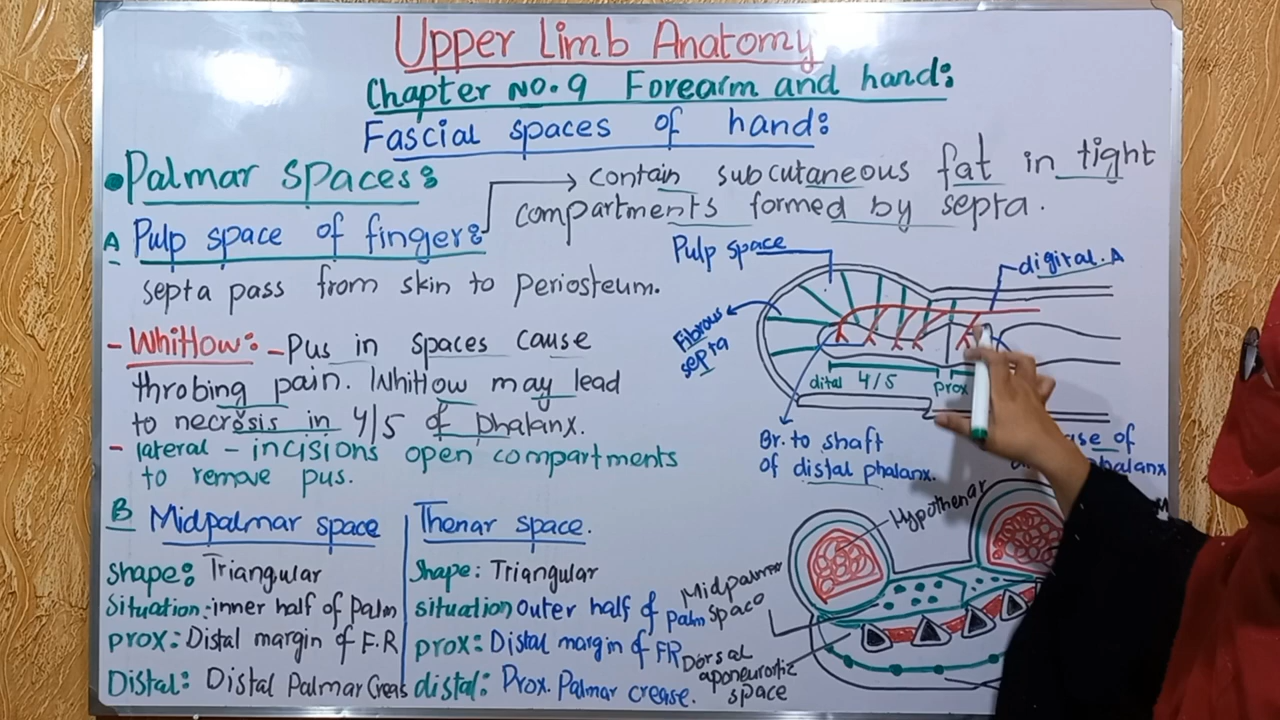 Upper Limb Anatomy
Chapter No.9 Forearm and hand:
Fascial spaces of hand:
•Palmar spaces:
contain subcutaneous fat in tight
compartments formed by septa.
A Pulp space of finger:
septa pass from skin to periosteum.
- Whitlow: - Pus in spaces cause
throbing pain. Whitlow may lead
to necrosis in 4/5 of phalanx.
- lateral - incisions open compartments
to remove pus.
Pulp space
digital.A
Fibrous
septa
dital 4/5
prox
Br. to shaft
of distal phalanx.
B Midpalmar space
Shape: Triangular
Situation: inner half of palm
prox: Distal margin of F.R
Distal: Distal Palmar Creas
Thenar space.
Shape: Triangular
situation outer half of palm
prox: Distal margin of FR
distal: Prox. Palmar crease.
Hypothenar
Midpalmar
space
Dorsal
aponeurotic
space